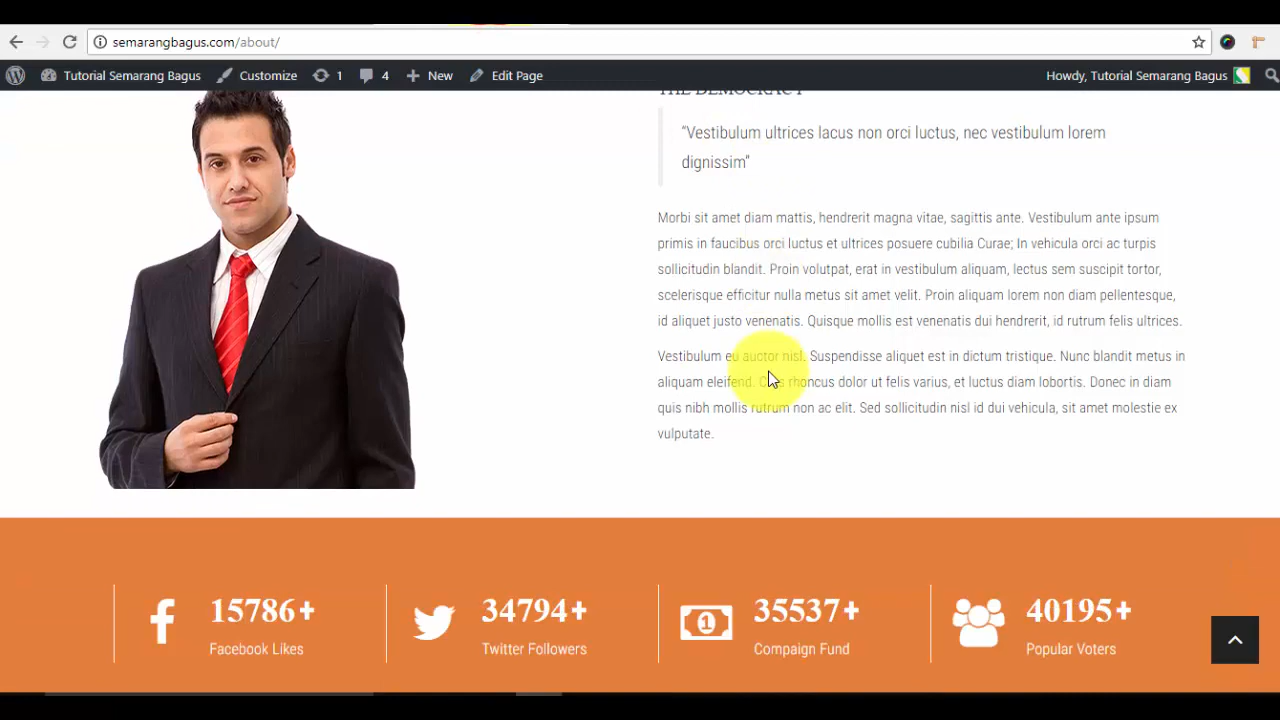 semarangbagus.com/about/
Tutorial Semarang Bagus Customize 1 4 New Edit Page Howdy, Tutorial Semarang Bagus
THE DEMOCRACY
“Vestibulum ultrices lacus non orci luctus, nec vestibulum lorem
dignissim”
Morbi sit amet diam mattis, hendrerit magna vitae, sagittis ante. Vestibulum ante ipsum
primis in faucibus orci luctus et ultrices posuere cubilia Curae; In vehicula orci ac turpis
sollicitudin blandit. Proin volutpat, erat in vestibulum aliquam, lectus sem suscipit tortor,
scelerisque efficitur nulla metus sit amet velit. Proin aliquam lorem non diam pellentesque,
id aliquet justo venenatis. Quisque mollis est venenatis dui hendrerit, id rutrum felis ultrices.
Vestibulum eu auctor nisl. Suspendisse aliquet est in dictum tristique. Nunc blandit metus in
aliquam eleifend. rhoncus dolor ut felis varius, et luctus diam lobortis. Donec in diam
quis nibh mollis rutrum non ac elit. Sed sollicitudin nisl id dui vehicula, sit amet molestie ex
vulputate.
15786+ 34794+ 35537+ 40195+
Facebook Likes Twitter Followers Compaign Fund Popular Voters